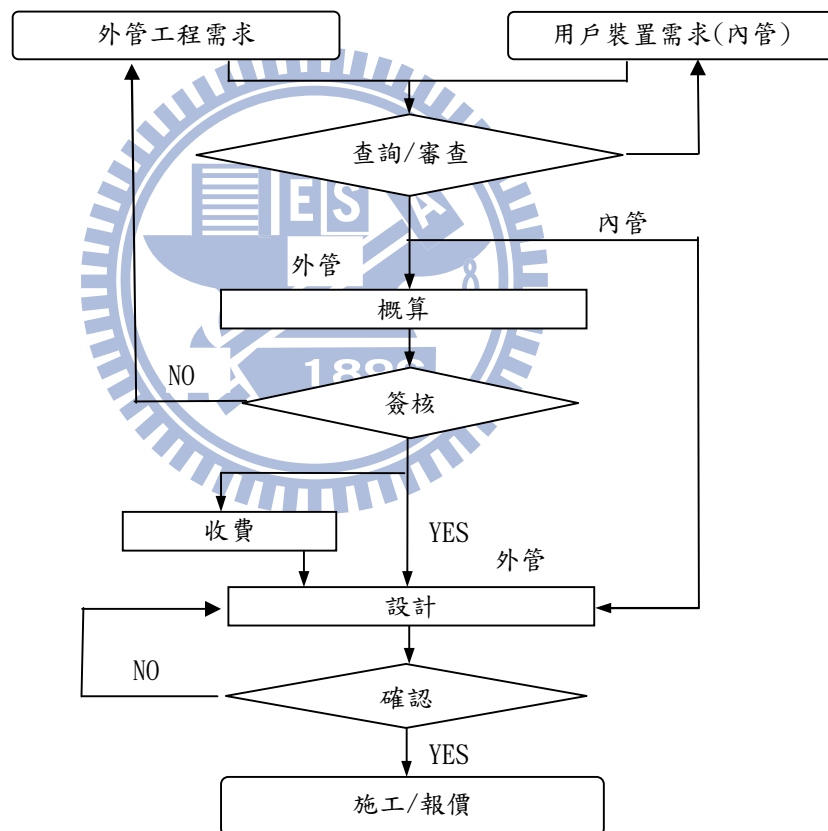 外管工程需求
用戶裝置需求(內管)
查詢/審查
內管
外管
概算
NO
簽核
收費
YES
外管
設計
NO
確認
YES
施工/報價
E S A
8
1896